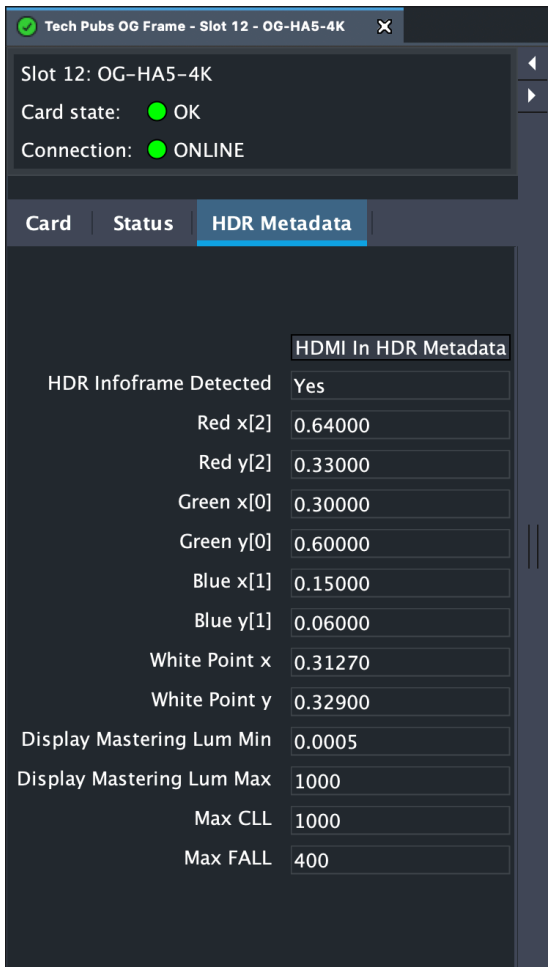 Tech Pubs OG Frame - Slot 12 - OG-HA5-4K
Slot 12: OG-HA5-4K
Card state: OK
Connection: ONLINE
Card Status HDR Metadata
HDMI In HDR Metadata
HDR Infoframe Detected Yes
Red x[2] 0.64000
Red y[2] 0.33000
Green x[0] 0.30000
Green y[0] 0.60000
Blue x[1] 0.15000
Blue y[1] 0.06000
White Point x 0.31270
White Point y 0.32900
Display Mastering Lum Min 0.0005
Display Mastering Lum Max 1000
Max CLL 1000
Max FALL 400